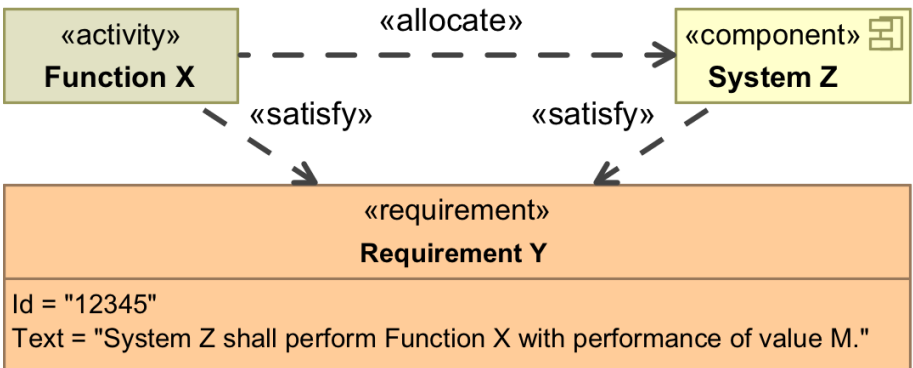 «activity»
Function X
«allocate»
«component»
System Z
«satisfy»
«satisfy»
«requirement»
Requirement Y
Id = "12345"
Text = "System Z shall perform Function X with performance of value M."